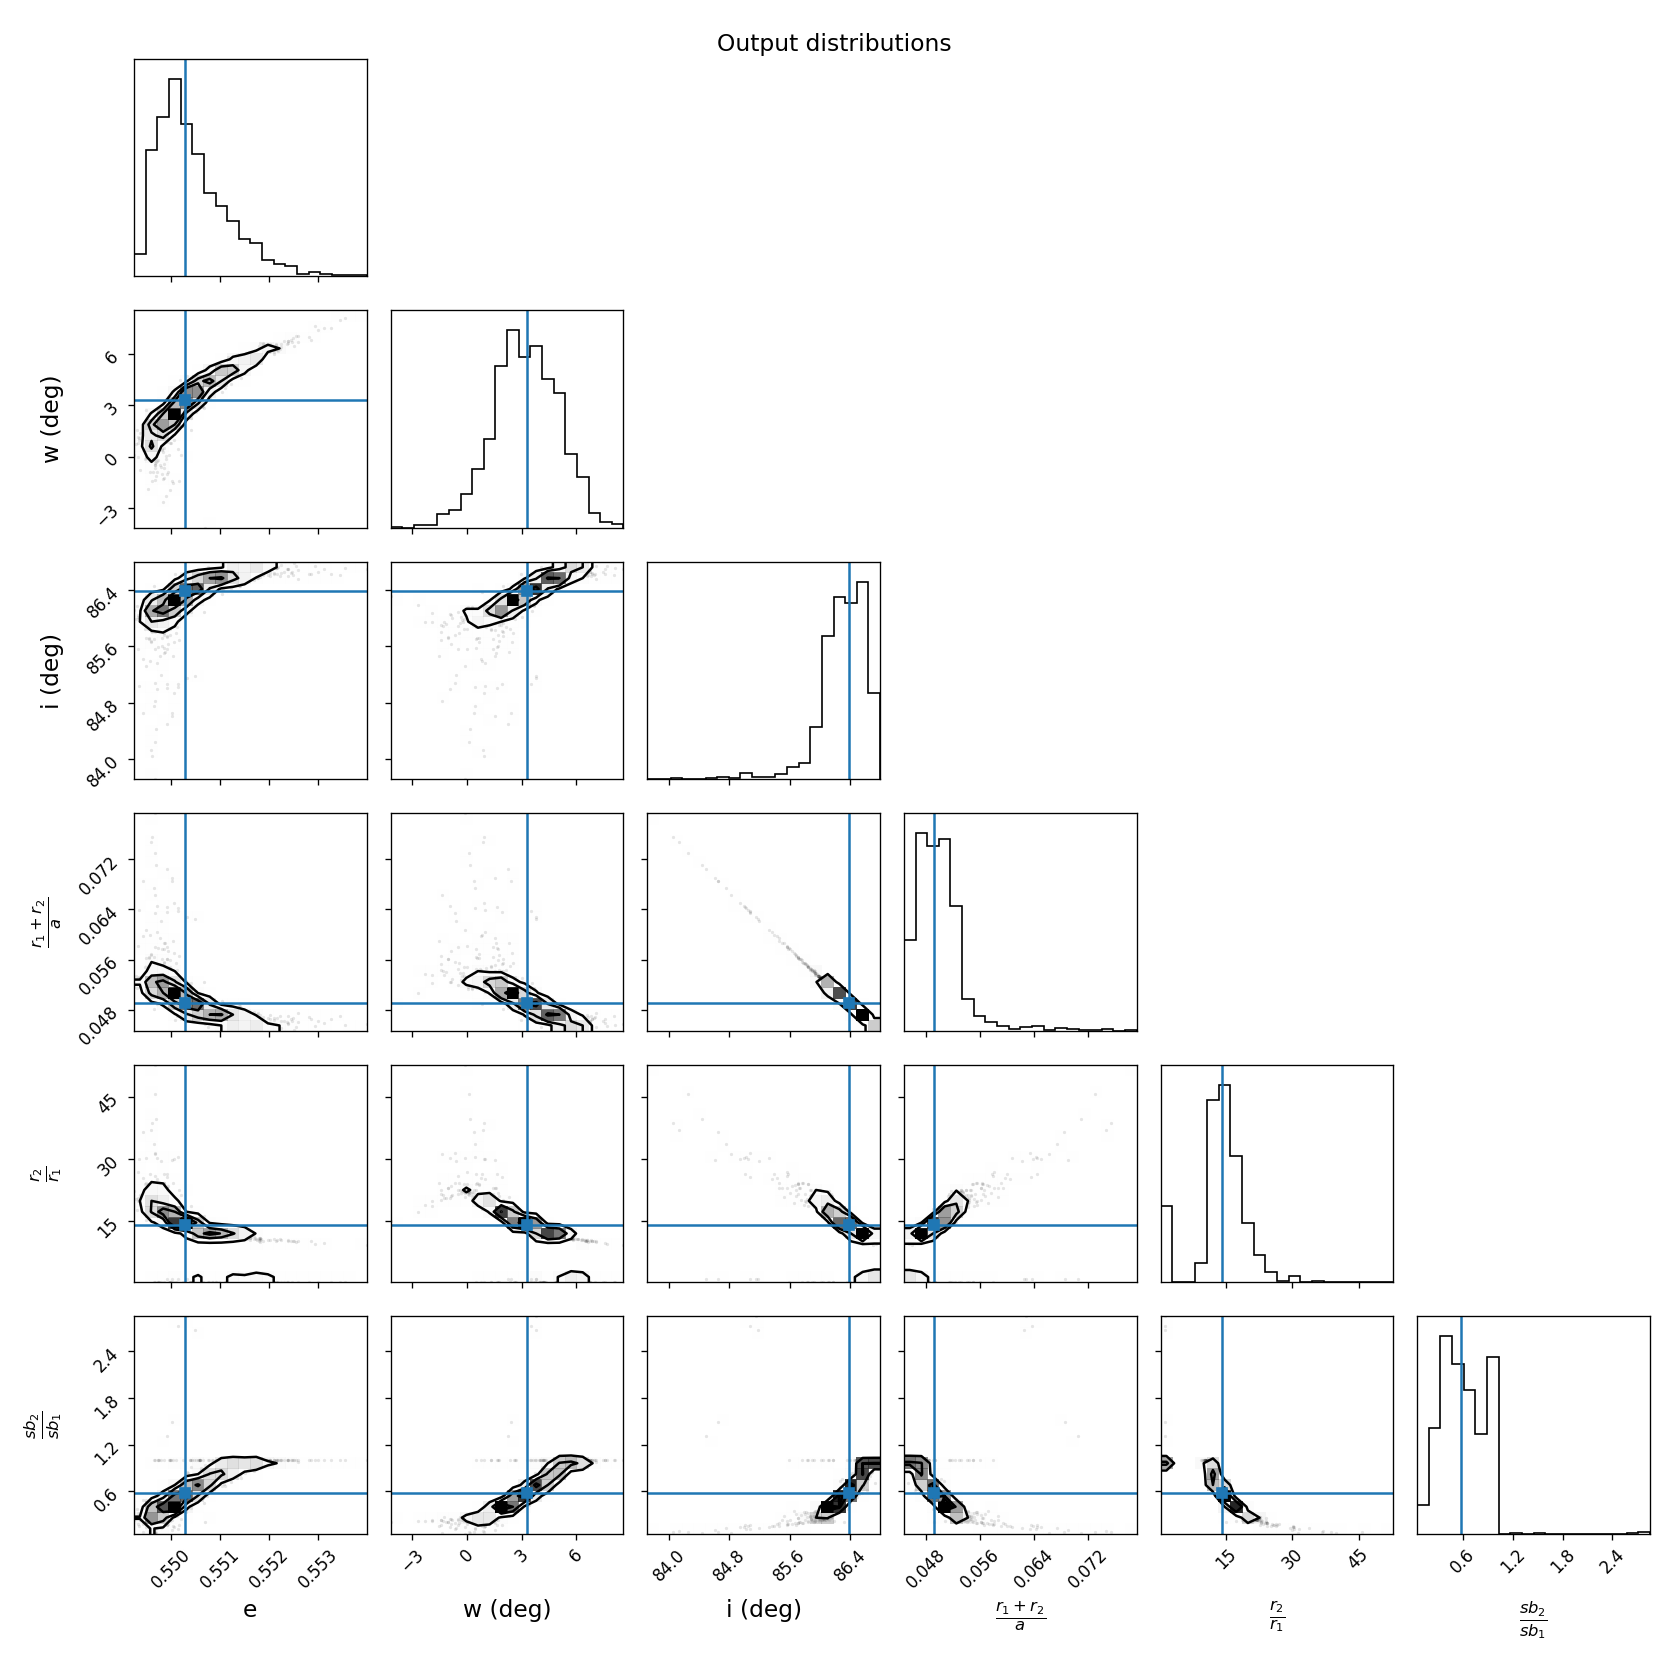 Output distributions
w (deg)
6
3
0
−3
i (deg)
86.4
85.6
84.8
84.0
r₁ + r₂
a
0.072
0.064
0.056
0.048
r₂
r₁
45
30
15
sb₂
sb₁
2.4
1.8
1.2
0.6
0.550 0.551 0.552 0.553
−3 0 3 6
84.0 84.8 85.6 86.4
0.048 0.056 0.064 0.072
15 30 45
0.6 1.2 1.8 2.4
e
w (deg)
i (deg)
r₁ + r₂
a
r₂
r₁
sb₂
sb₁